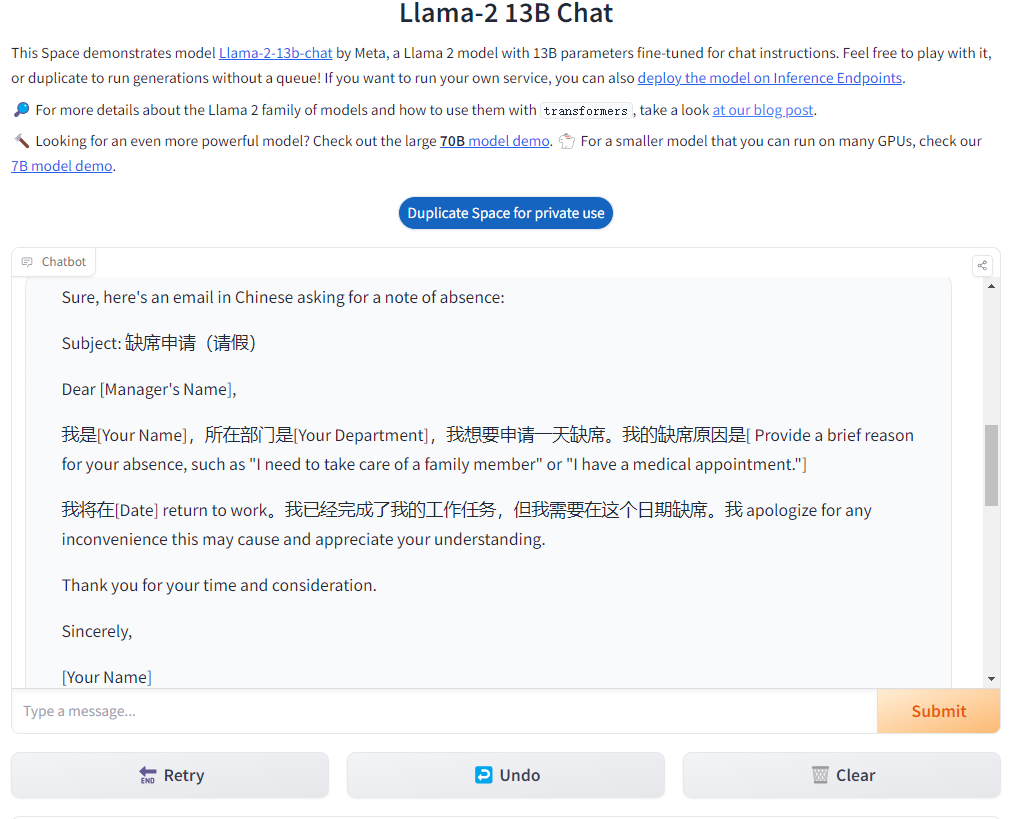 Llama-2 13B Chat
This Space demonstrates model Llama-2-13b-chat by Meta, a Llama 2 model with 13B parameters fine-tuned for chat instructions. Feel free to play with it,
or duplicate to run generations without a queue! If you want to run your own service, you can also deploy the model on Inference Endpoints.
🔎 For more details about the Llama 2 family of models and how to use them with transformers, take a look at our blog post.
🔨 Looking for an even more powerful model? Check out the large 70B model demo. 🐑 For a smaller model that you can run on many GPUs, check our
7B model demo.
Duplicate Space for private use
Chatbot
Sure, here's an email in Chinese asking for a note of absence:
Subject: 缺席申请（请假）
Dear [Manager's Name],
我是[Your Name]，所在部门是[Your Department]，我想要申请一天缺席。我的缺席原因是[ Provide a brief reason
for your absence, such as "I need to take care of a family member" or "I have a medical appointment."]
我将在[Date] return to work。我已经完成了我的工作任务，但我需要在这个日期缺席。我 apologize for any
inconvenience this may cause and appreciate your understanding.
Thank you for your time and consideration.
Sincerely,
[Your Name]
Type a message...
Submit
END Retry
Undo
Clear